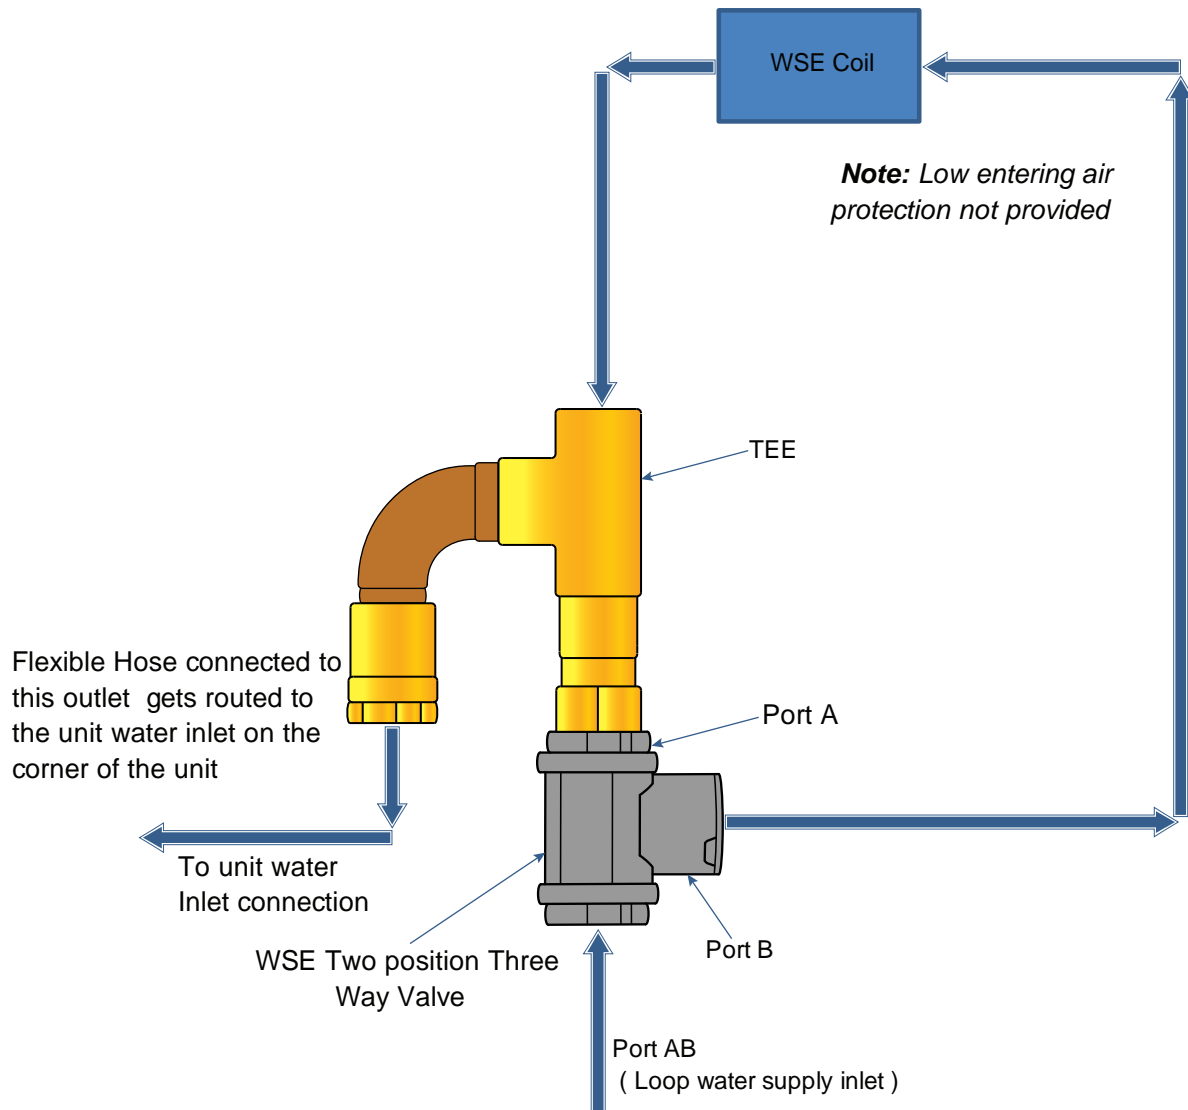 WSE Coil
Note: Low entering air
protection not provided
TEE
Flexible Hose connected to
this outlet gets routed to
the unit water inlet on the
corner of the unit
Port A
To unit water
Inlet connection
Port B
WSE Two position Three
Way Valve
Port AB
( Loop water supply inlet )